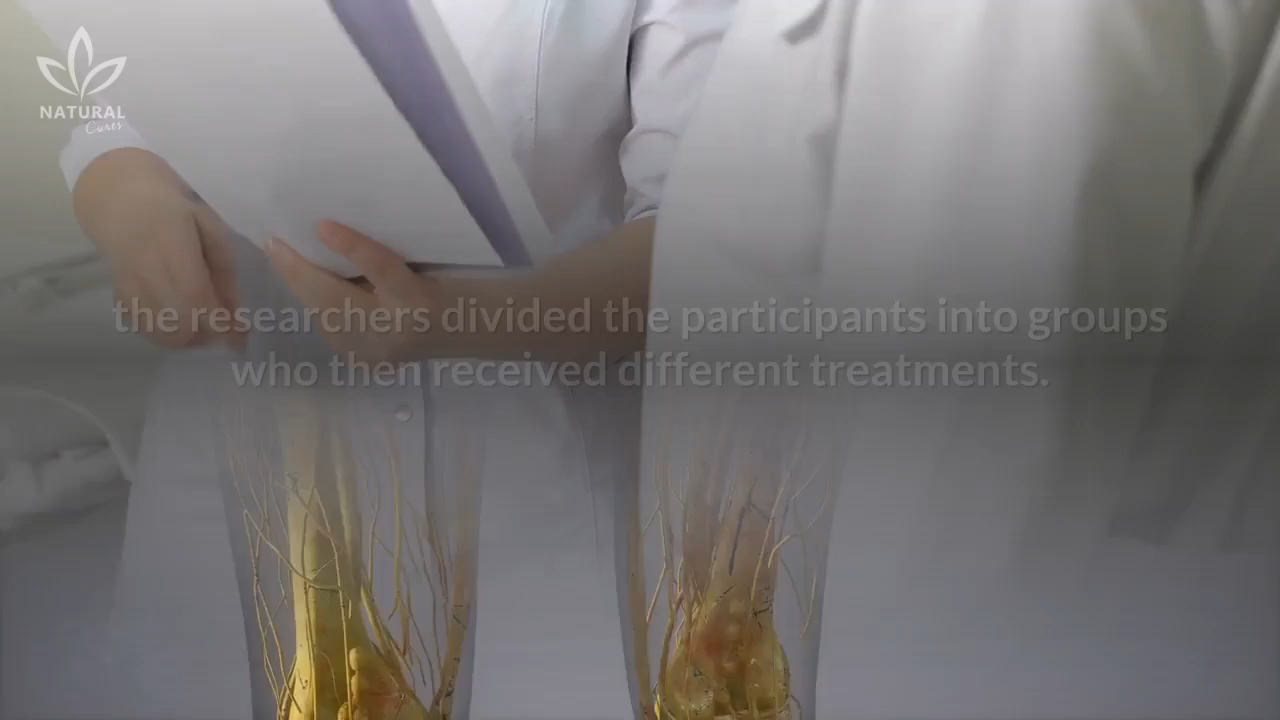 NATURAL
Cures
the researchers divided the participants into groups
who then received different treatments.